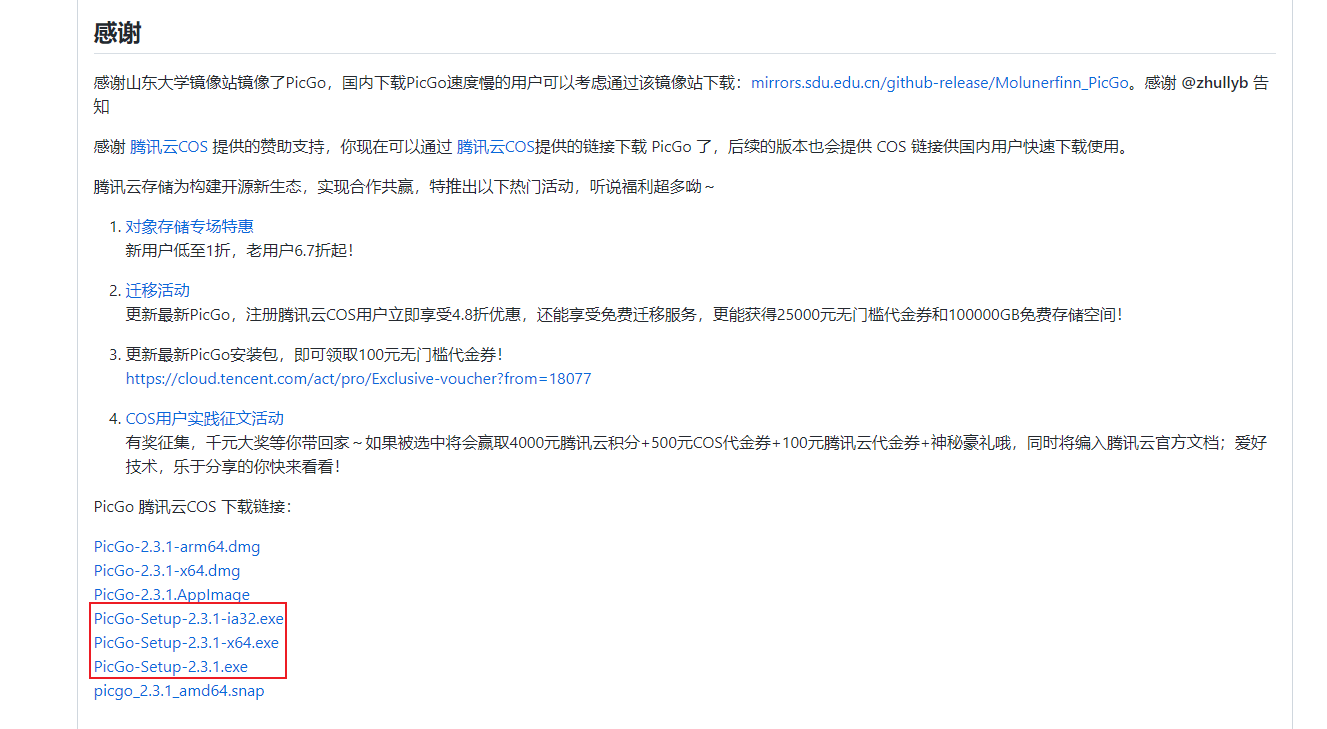 感谢
感谢山东大学镜像站镜像了PicGo，国内下载PicGo速度慢的用户可以考虑通过该镜像站下载：mirrors.sdu.edu.cn/github-release/Molunerfinn_PicGo。感谢 @zhullyb 告
知
感谢 腾讯云COS 提供的赞助支持，你现在可以通过 腾讯云COS提供的链接下载 PicGo 了，后续的版本也会提供 COS 链接供国内用户快速下载使用。
腾讯云存储为构建开源新生态，实现合作共赢，特推出以下热门活动，听说福利超多呦～
1. 对象存储专场特惠
新用户低至1折，老用户6.7折起！
2. 迁移活动
更新最新PicGo，注册腾讯云COS用户立即享受4.8折优惠，还能享受免费迁移服务，更能获得25000元无门槛代金券和100000GB免费存储空间！
3. 更新最新PicGo安装包，即可领取100元无门槛代金券！
https://cloud.tencent.com/act/pro/Exclusive-voucher?from=18077
4. COS用户实践征文活动
有奖征集，千元大奖等你带回家～如果被选中将会赢取4000元腾讯云积分+500元COS代金券+100元腾讯云代金券+神秘豪礼哦，同时将编入腾讯云官方文档；爱好
技术，乐于分享的你快来看看！
PicGo 腾讯云COS 下载链接：
PicGo-2.3.1-arm64.dmg
PicGo-2.3.1-x64.dmg
PicGo-2.3.1.AppImage
PicGo-Setup-2.3.1-ia32.exe
PicGo-Setup-2.3.1-x64.exe
PicGo-Setup-2.3.1.exe
picgo_2.3.1_amd64.snap